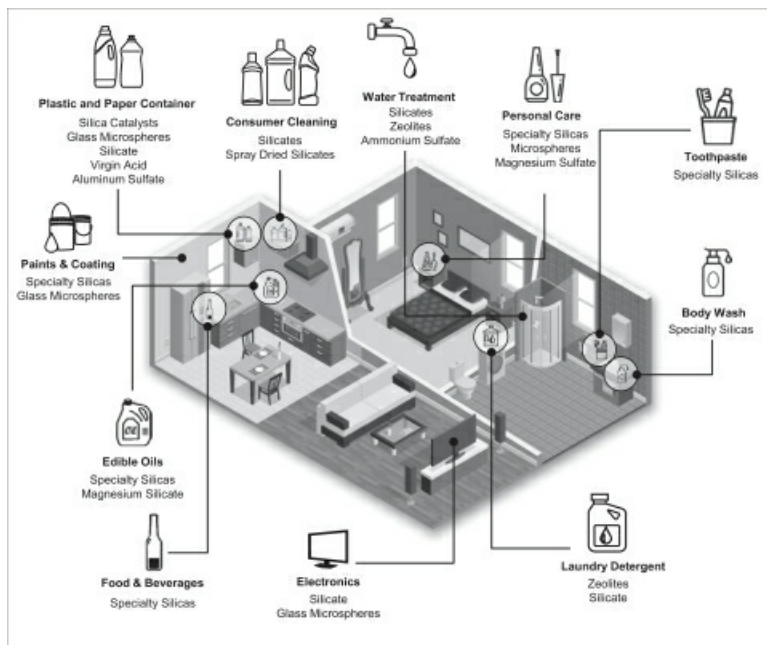 Plastic and Paper Container
Silica Catalysts
Glass Microspheres
Silicate
Virgin Acid
Aluminum Sulfate
Consumer Cleaning
Silicates
Spray Dried Silicates
Water Treatment
Silicates
Zeolites
Ammonium Sulfate
Personal Care
Specialty Silicas
Microspheres
Magnesium Sulfate
Toothpaste
Specialty Silicas
Paints & Coating
Specialty Silicas
Glass Microspheres
Body Wash
Specialty Silicas
Edible Oils
Specialty Silicas
Magnesium Silicate
Food & Beverages
Specialty Silicas
Electronics
Silicate
Glass Microspheres
Laundry Detergent
Zeolites
Silicate